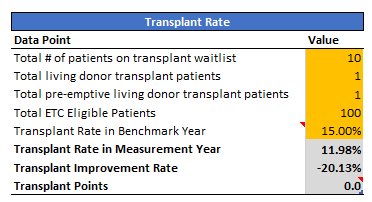 Transplant Rate
Data Point Value
Total # of patients on transplant waitlist 10
Total living donor transplant patients 1
Total pre-emptive living donor transplant patients 1
Total ETC Eligible Patients 100
Transplant Rate in Benchmark Year 15.00%
Transplant Rate in Measurement Year 11.98%
Transplant Improvement Rate -20.13%
Transplant Points 0.0